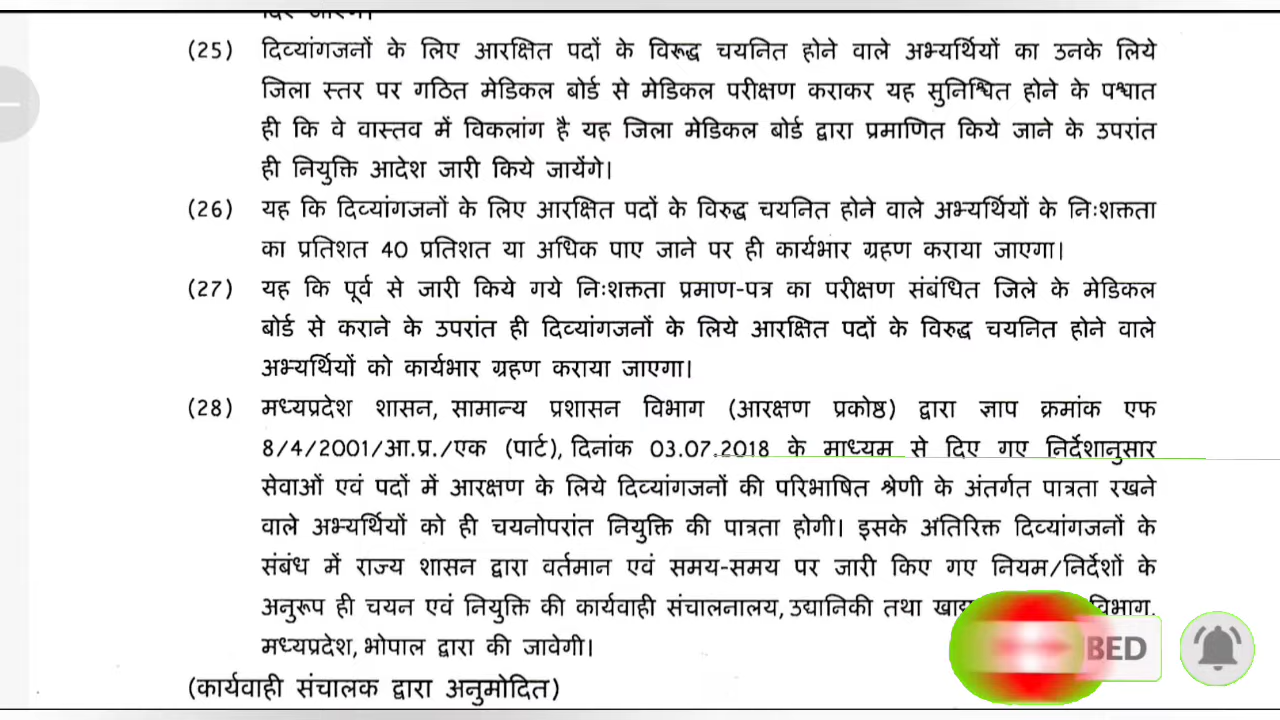 (25) दिव्यांगजनों के लिए आरक्षित पदों के विरूद्ध चयनित होने वाले अभ्यर्थियों का उनके लिये
जिला स्तर पर गठित मेडिकल बोर्ड से मेडिकल परीक्षण कराकर यह सुनिश्चित होने के पश्चात
ही कि वे वास्तव में विकलांग है यह जिला मेडिकल बोर्ड द्वारा प्रमाणित किये जाने के उपरांत
ही नियुक्ति आदेश जारी किये जायेंगे।
(26) यह कि दिव्यांगजनों के लिए आरक्षित पदों के विरुद्ध चयनित होने वाले अभ्यर्थियों के निःशक्तता
का प्रतिशत 40 प्रतिशत या अधिक पाए जाने पर ही कार्यभार ग्रहण कराया जाएगा।
(27) यह कि पूर्व से जारी किये गये निःशक्तता प्रमाण-पत्र का परीक्षण संबंधित जिले के मेडिकल
बोर्ड से कराने के उपरांत ही दिव्यांगजनों के लिये आरक्षित पदों के विरुद्ध चयनित होने वाले
अभ्यर्थियों को कार्यभार ग्रहण कराया जाएगा।
(28) मध्यप्रदेश शासन, सामान्य प्रशासन विभाग (आरक्षण प्रकोष्ठ) द्वारा ज्ञाप क्रमांक एफ
8/4/2001/आ.प्र./एक (पार्ट), दिनांक 03.07.2018 के माध्यम से दिए गए निर्देशानुसार
सेवाओं एवं पदों में आरक्षण के लिये दिव्यांगजनों की परिभाषित श्रेणी के अंतर्गत पात्रता रखने
वाले अभ्यर्थियों को ही चयनोपरांत नियुक्ति की पात्रता होगी। इसके अतिरिक्त दिव्यांगजनों के
संबंध में राज्य शासन द्वारा वर्तमान एवं समय-समय पर जारी किए गए नियम/निर्देशों के
अनुरूप ही चयन एवं नियुक्ति की कार्यवाही संचालनालय, उद्यानिकी तथा विभाग,
मध्यप्रदेश, भोपाल द्वारा की जावेगी।
BED
(कार्यवाही संचालक द्वारा अनुमोदित)